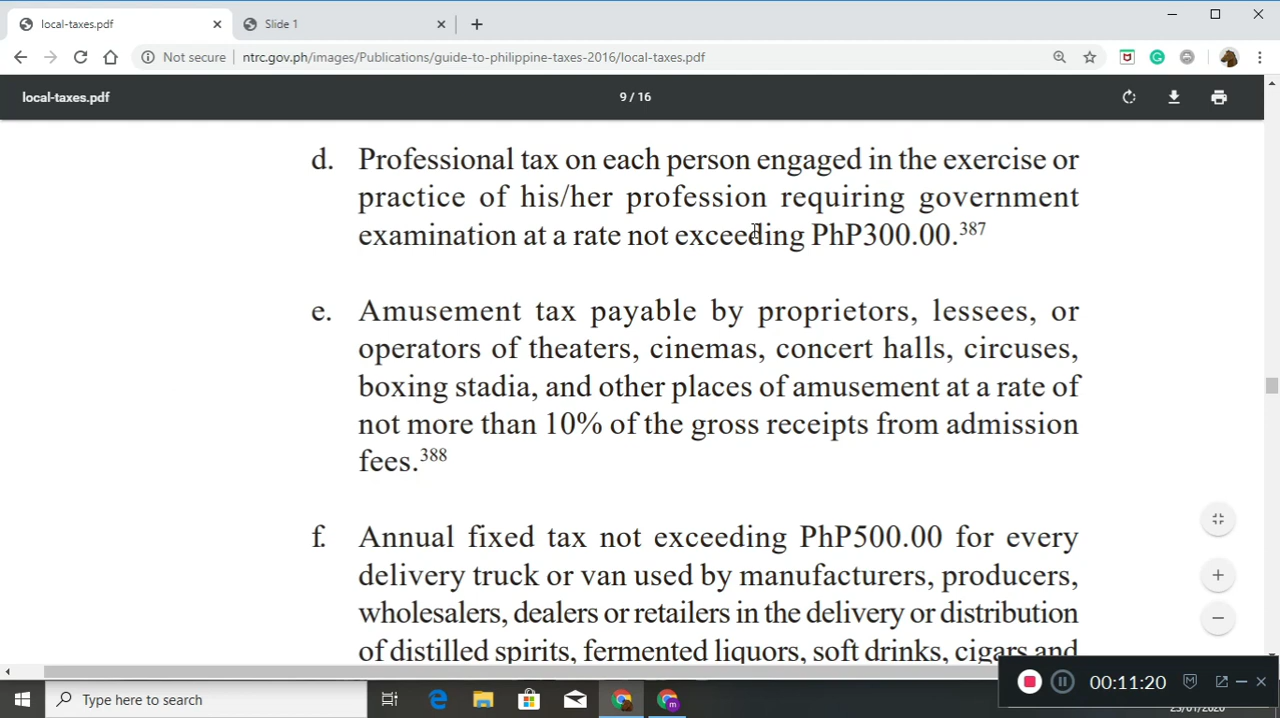 local-taxes.pdf
Slide 1
Not secure
ntrc.gov.ph/images/Publications/guide-to-philippine-taxes-2016/local-taxes.pdf
local-taxes.pdf
9 / 16
d. Professional tax on each person engaged in the exercise or
practice of his/her profession requiring government
examination at a rate not exceeding PhP300.00.387
e. Amusement tax payable by proprietors, lessees, or
operators of theaters, cinemas, concert halls, circuses,
boxing stadia, and other places of amusement at a rate of
not more than 10% of the gross receipts from admission
fees.388
f. Annual fixed tax not exceeding PhP500.00 for every
delivery truck or van used by manufacturers, producers,
wholesalers, dealers or retailers in the delivery or distribution
of distilled spirits, fermented liquors, soft drinks, cigars and
00:11:20
Type here to search
23/01/2020